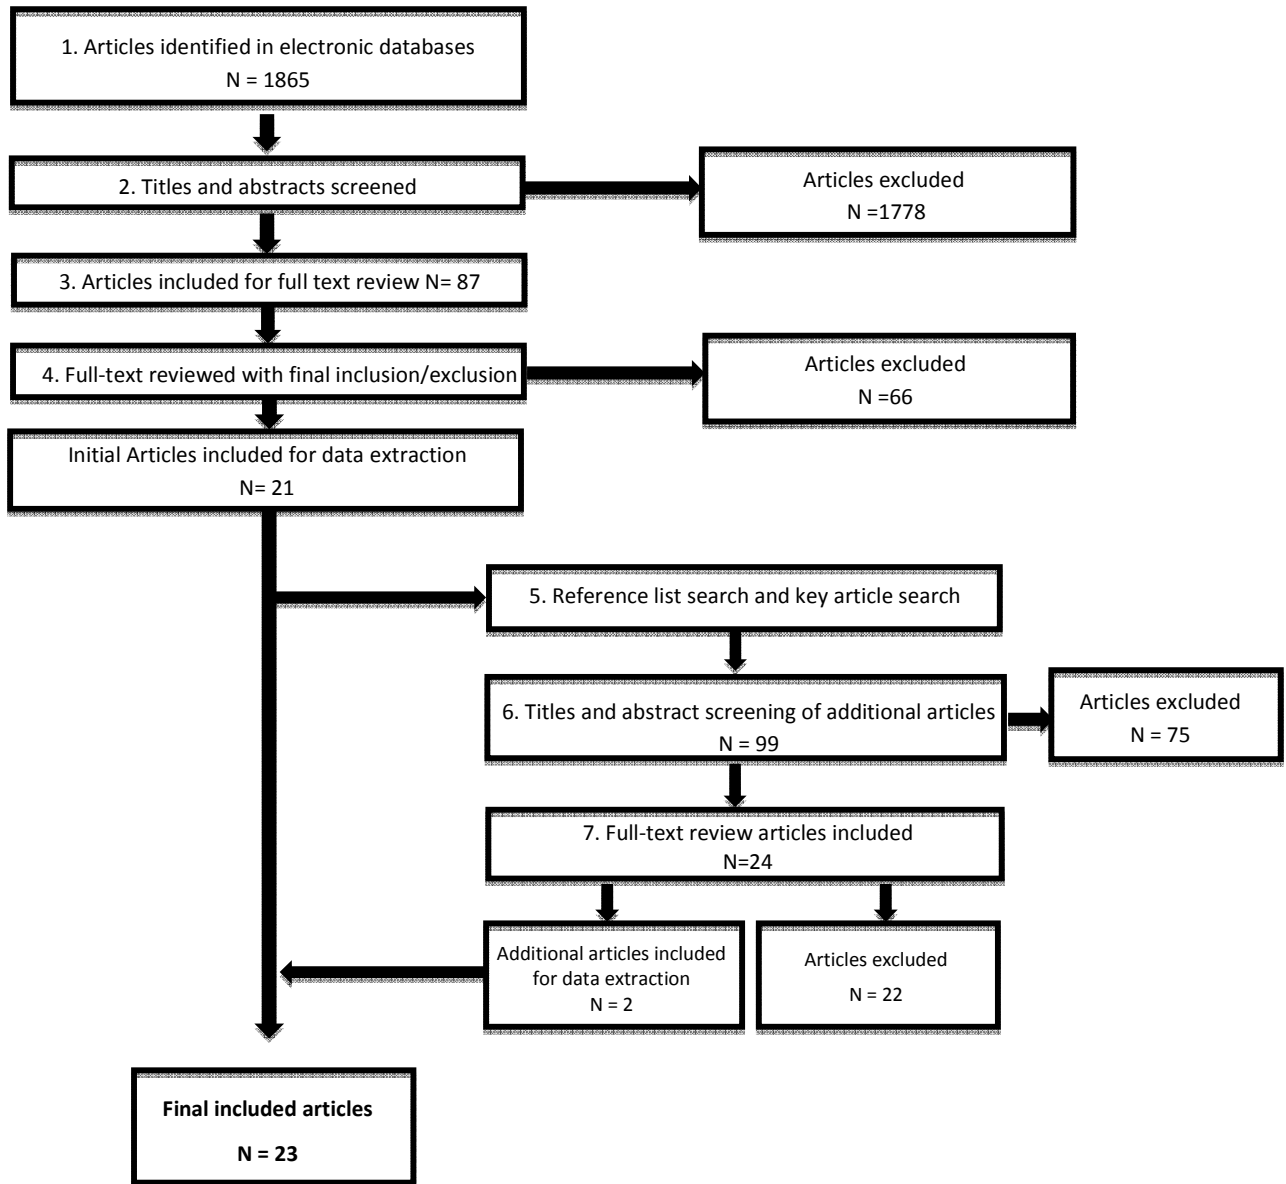 1. Articles identified in electronic databases
N = 1865
2. Titles and abstracts screened
Articles excluded
N =1778
3. Articles included for full text review N= 87
4. Full-text reviewed with final inclusion/exclusion
Articles excluded
N =66
Initial Articles included for data extraction
N= 21
5. Reference list search and key article search
6. Titles and abstract screening of additional articles
N = 99
Articles excluded
N = 75
7. Full-text review articles included
N=24
Additional articles included
for data extraction
N = 2
Articles excluded
N = 22
Final included articles
N = 23